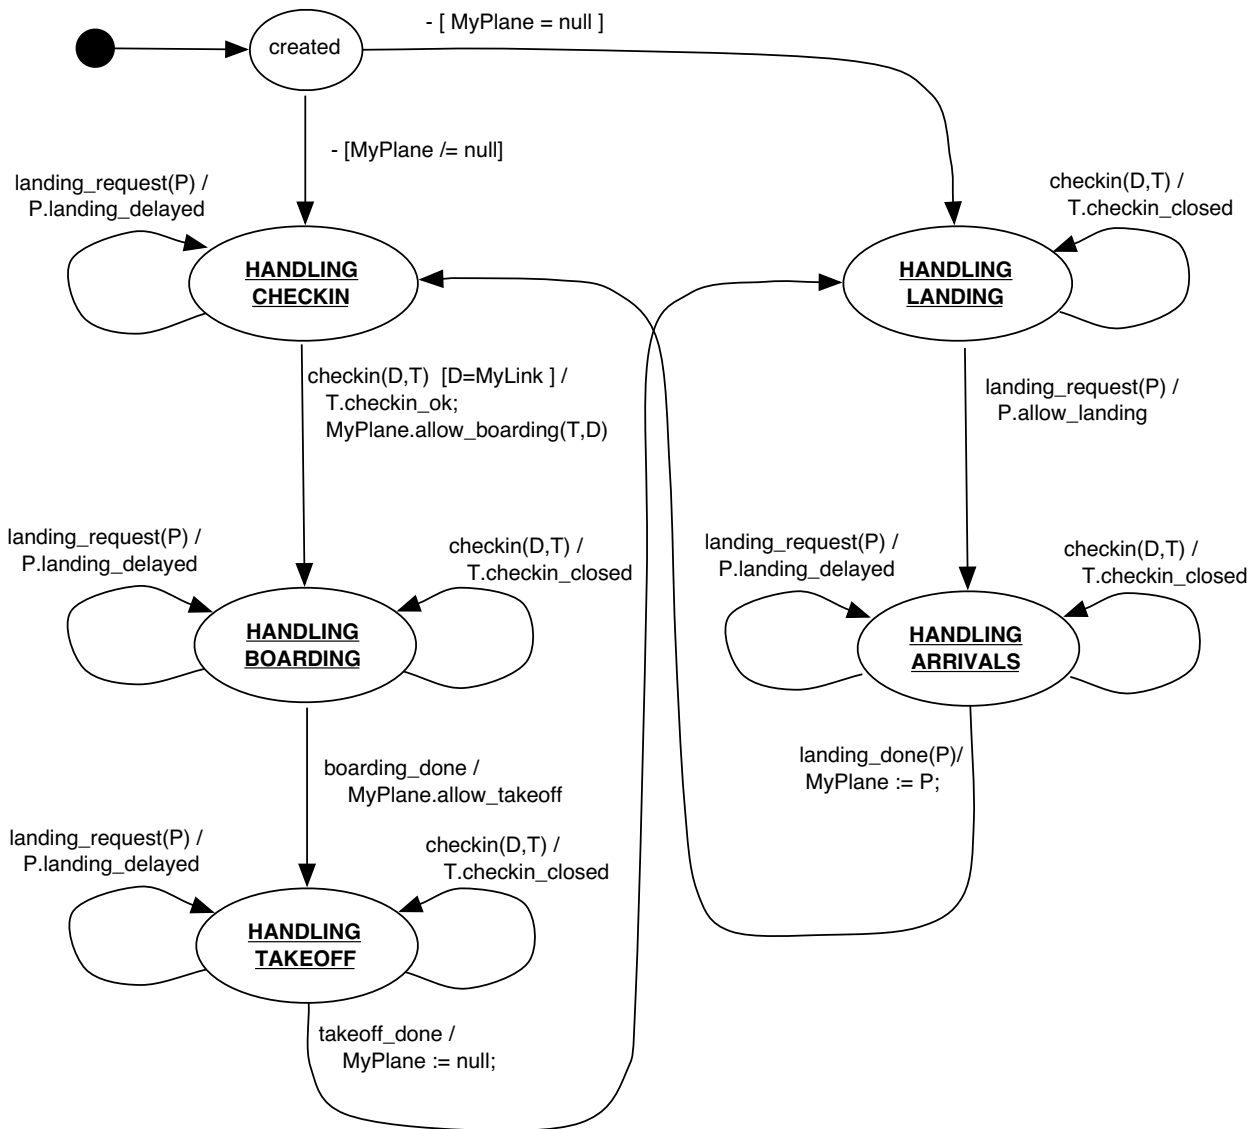 - [ MyPlane = null ]
created
- [MyPlane /= null]
landing_request(P) /
P.landing_delayed
checkin(D,T) /
T.checkin_closed
HANDLING
CHECKIN
HANDLING
LANDING
checkin(D,T) [D=MyLink ] /
T.checkin_ok;
MyPlane.allow_boarding(T,D)
landing_request(P) /
P.allow_landing
landing_request(P) /
P.landing_delayed
checkin(D,T) /
T.checkin_closed
landing_request(P) /
P.landing_delayed
checkin(D,T) /
T.checkin_closed
HANDLING
BOARDING
HANDLING
ARRIVALS
boarding_done /
MyPlane.allow_takeoff
landing_done(P)/
MyPlane := P;
landing_request(P) /
P.landing_delayed
checkin(D,T) /
T.checkin_closed
HANDLING
TAKEOFF
takeoff_done /
MyPlane := null;